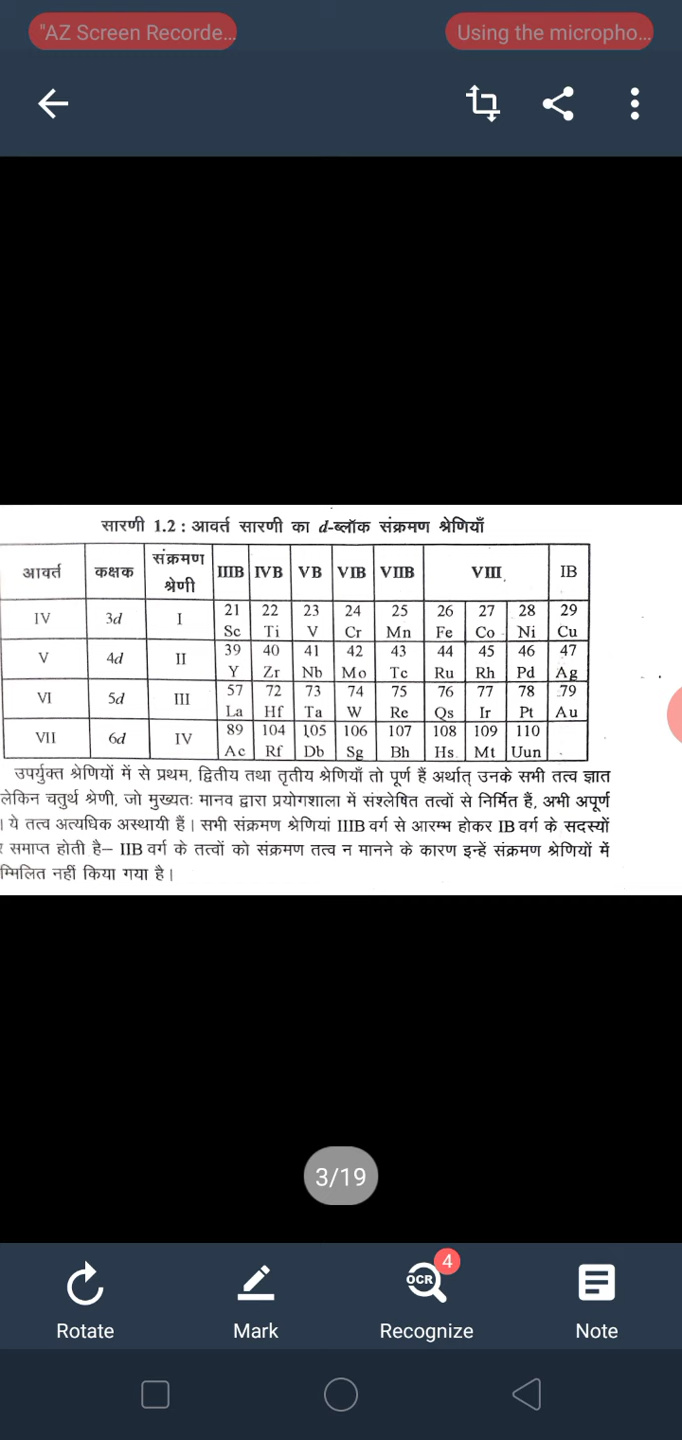 "AZ Screen Recorde...
Using the micropho...
सारणी 1.2 : आवर्त सारणी का d-ब्लॉक संक्रमण श्रेणियाँ
आवर्त कक्षक संक्रमण श्रेणी IIIB IVB VB VIB VIIB VIII IB
IV 3d I 21 22 23 24 25 26 27 28 29
Sc Ti V Cr Mn Fe Co Ni Cu
V 4d II 39 40 41 42 43 44 45 46 47
Y Zr Nb Mo Tc Ru Rh Pd Ag
VI 5d III 57 72 73 74 75 76 77 78 79
La Hf Ta W Re Qs Ir Pt Au
VII 6d IV 89 104 105 106 107 108 109 110
Ac Rf Db Sg Bh Hs Mt Uun
उपर्युक्त श्रेणियों में से प्रथम, द्वितीय तथा तृतीय श्रेणियाँ तो पूर्ण हैं अर्थात् उनके सभी तत्व ज्ञात
लेकिन चतुर्थ श्रेणी, जो मुख्यतः मानव द्वारा प्रयोगशाला में संश्लेषित तत्वों से निर्मित हैं, अभी अपूर्ण
। ये तत्व अत्यधिक अस्थायी हैं। सभी संक्रमण श्रेणियां IIIB वर्ग से आरम्भ होकर IB वर्ग के सदस्यों
समाप्त होती है– IIB वर्ग के तत्वों को संक्रमण तत्व न मानने के कारण इन्हें संक्रमण श्रेणियों में
म्मिलित नहीं किया गया है।
3/19
4
OCR
Rotate Mark Recognize Note